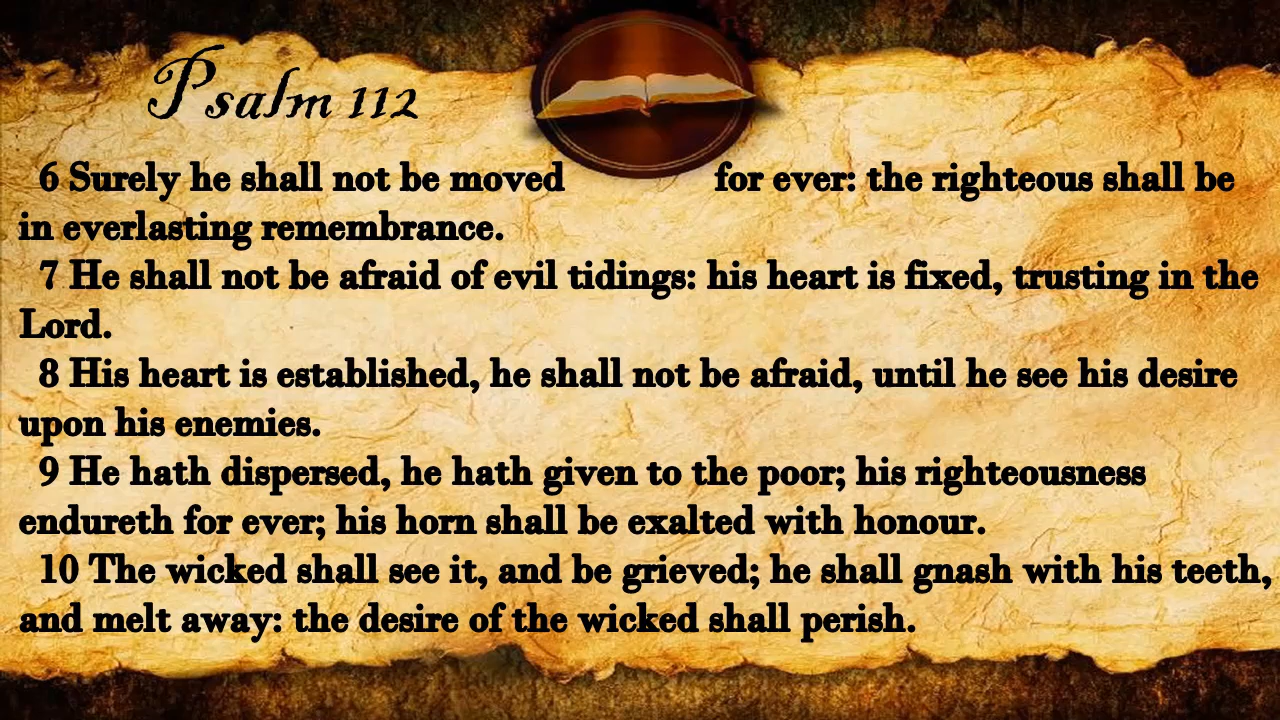 Psalm 112
6 Surely he shall not be moved for ever: the righteous shall be
in everlasting remembrance.
7 He shall not be afraid of evil tidings: his heart is fixed, trusting in the
Lord.
8 His heart is established, he shall not be afraid, until he see his desire
upon his enemies.
9 He hath dispersed, he hath given to the poor; his righteousness
endureth for ever; his horn shall be exalted with honour.
10 The wicked shall see it, and be grieved; he shall gnash with his teeth,
and melt away: the desire of the wicked shall perish.